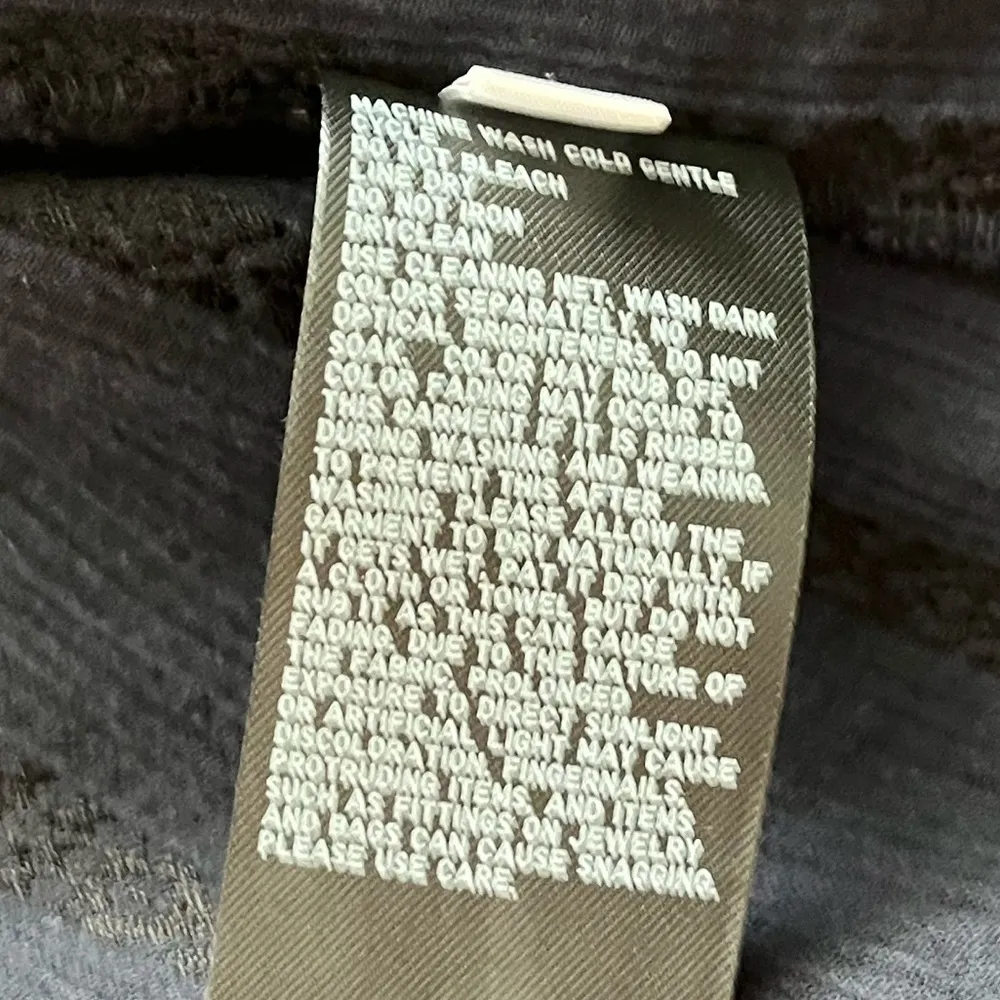 MACHINE WASH COLD GENTLE
CYCLE
DO NOT BLEACH
LINE DRY
DO NOT IRON
DRYCLEAN
USE CLEANING NET. WASH DARK
COLORS SEPARATELY, NO
OPTICAL BRIGHTENERS, DO NOT
SOAK. COLOR MAY RUB OFF,
COLOR FADING MAY OCCUR TO
THIS GARMENT IF IT IS RUBBED
DURING WASHING AND WEARING,
TO PREVENT THIS AFTER
WASHING, PLEASE ALLOW THE
GARMENT TO DRY NATURALLY. IF
IT GETS WET, PAT IT DRY WITH
A CLOTH OR TOWEL BUT DO NOT
RUB IT AS THIS CAN CAUSE
FADING. DUE TO THE NATURE OF
THE FABRIC, PROLONGED
EXPOSURE TO DIRECT SUNLIGHT
OR ARTIFICIAL LIGHT MAY CAUSE
DISCOLORATION. FINGERNAILS,
PROTRUDING ITEMS, AND ITEMS
SUCH AS FITTINGS ON JEWELRY
AND BAGS CAN CAUSE SNAGGING.
PLEASE USE CARE.